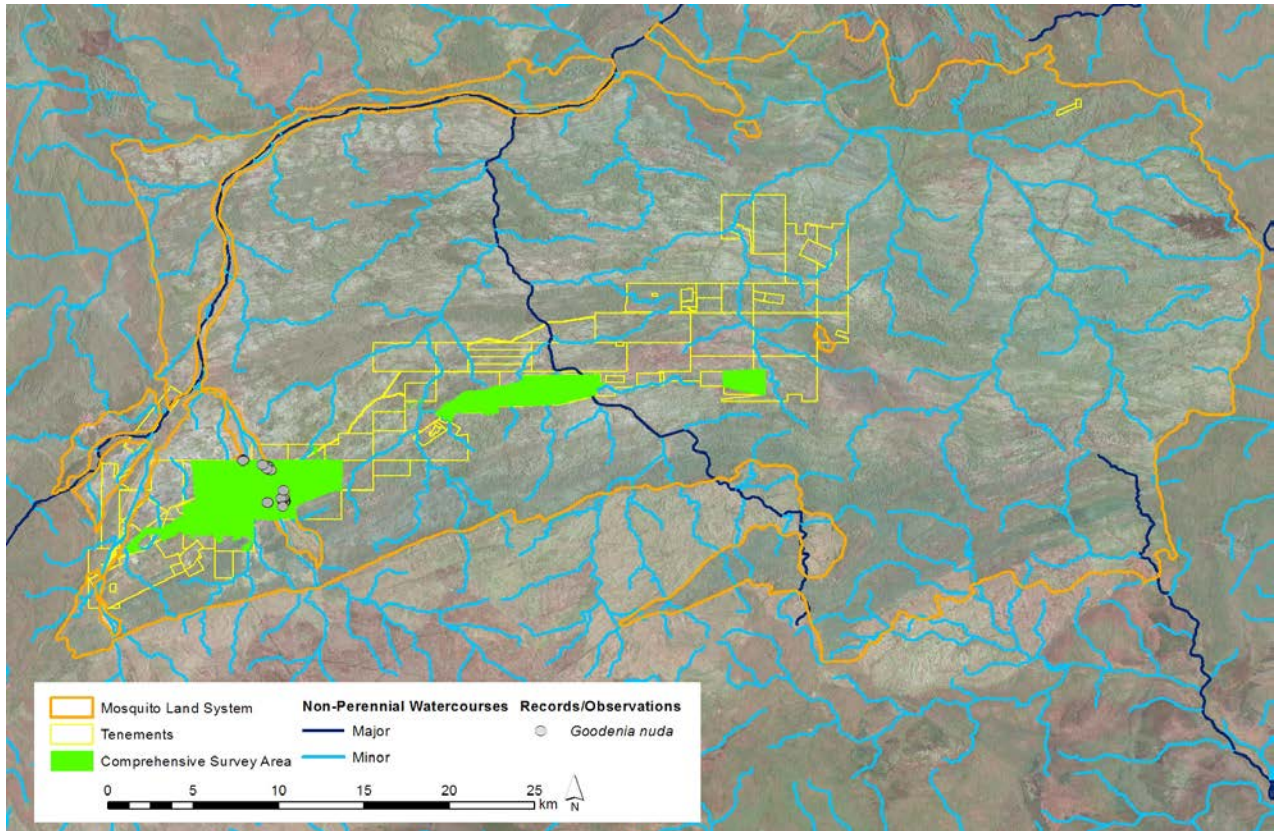 Mosquito Land System
Tenements
Comprehensive Survey Area
Non-Perennial Watercourses
Major
Minor
Records/Observations
Goodenia nuda
0 5 10 15 20 25
km
N